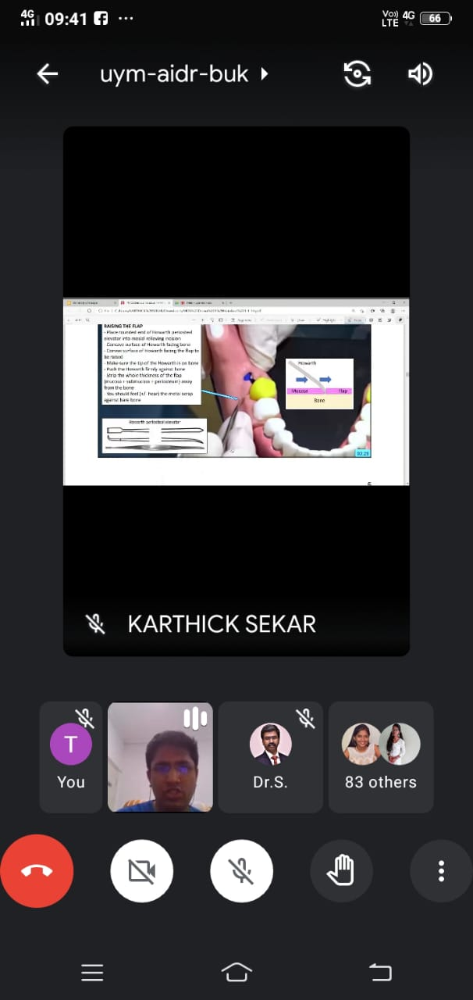 4G 09:41 ...
Vo)) 4G
LTE
66
uym-aidr-buk
RAISING THE FLAP
- Place rounded end of Howarth periosteal
elevator into mesial relieving incision
- Concave surface of Howarth facing bone
- Convex surface of Howarth facing the flap to
be raised
- Make sure the tip of the Howarth is on bone
- Push the Howarth firmly against bone
- Strip the whole thickness of the flap
(mucosa + submucosa + periosteum) away
from the bone
- You should feel (+/- hear) the metal scrap
against bare bone
Howarth
Mucosa
Flap
Bone
Howarth periosteal elevator
00:29
KARTHICK SEKAR
T
You
Dr.S.
83 others